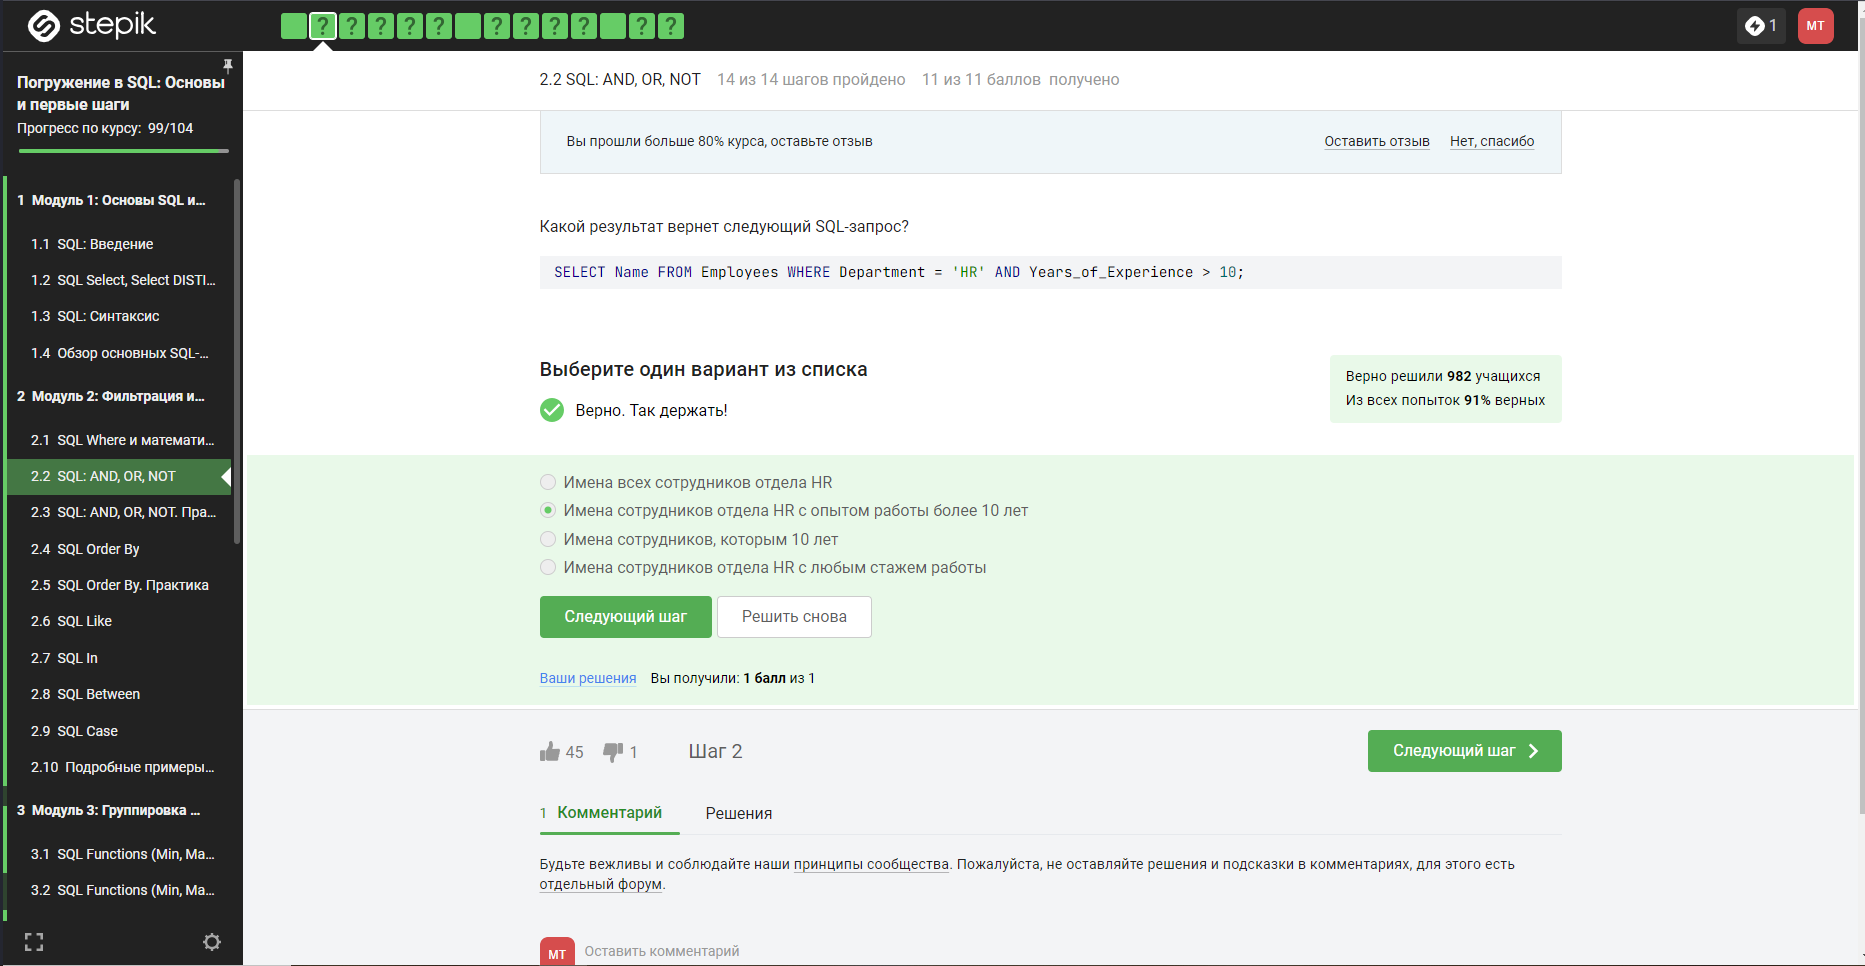 stepik
? ? ? ? ? ? ? ? ? ? ?
1
MT
Погружение в SQL: Основы
и первые шаги
Прогресс по курсу: 99/104
1 Модуль 1: Основы SQL и...
1.1 SQL: Введение
1.2 SQL Select, Select DISTI...
1.3 SQL: Синтаксис
1.4 Обзор основных SQL-...
2 Модуль 2: Фильтрация и...
2.1 SQL Where и математи...
2.2 SQL: AND, OR, NOT
2.3 SQL: AND, OR, NOT. Пра...
2.4 SQL Order By
2.5 SQL Order By. Практика
2.6 SQL Like
2.7 SQL In
2.8 SQL Between
2.9 SQL Case
2.10 Подробные примеры...
3 Модуль 3: Группировка ...
3.1 SQL Functions (Min, Ma...
3.2 SQL Functions (Min, Ma...
2.2 SQL: AND, OR, NOT 14 из 14 шагов пройдено 11 из 11 баллов получено
Вы прошли больше 80% курса, оставьте отзыв Оставить отзыв Нет, спасибо
Какой результат вернет следующий SQL-запрос?
SELECT Name FROM Employees WHERE Department = 'HR' AND Years_of_Experience > 10;
Выберите один вариант из списка
Верно. Так держать!
Верно решили 982 учащихся
Из всех попыток 91% верных
Имена всех сотрудников отдела HR
Имена сотрудников отдела HR с опытом работы более 10 лет
Имена сотрудников, которым 10 лет
Имена сотрудников отдела HR с любым стажем работы
Следующий шаг Решить снова
Ваши решения Вы получили: 1 балл из 1
45 1 Шаг 2 Следующий шаг
1 Комментарий Решения
Будьте вежливы и соблюдайте наши принципы сообщества. Пожалуйста, не оставляйте решения и подсказки в комментариях, для этого есть
отдельный форум.
MT Оставить комментарий